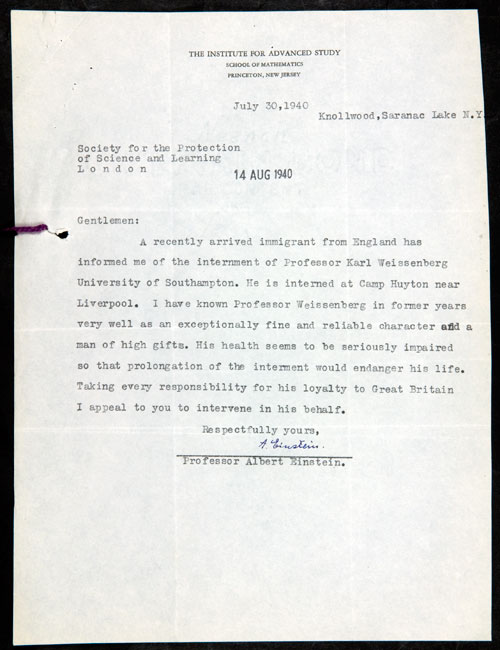 THE INSTITUTE FOR ADVANCED STUDY
SCHOOL OF MATHEMATICS
PRINCETON, NEW JERSEY
July 30,1940
Knollwood,Saranac Lake N.Y.
Society for the Protection
of Science and Learning
L o n d o n
14 AUG 1940
Gentlemen:
A recently arrived immigrant from England has
informed me of the internment of Professor Karl Weissenberg
University of Southampton. He is interned at Camp Huyton near
Liverpool. I have known Professor Weissenberg in former years
very well as an exceptionally fine and reliable character and a
man of high gifts. His health seems to be seriously impaired
so that prolongation of the interment would endanger his life.
Taking every responsibility for his loyalty to Great Britain
I appeal to you to intervene in his behalf.
Respectfully yours,
A. Einstein.
Professor Albert Einstein.